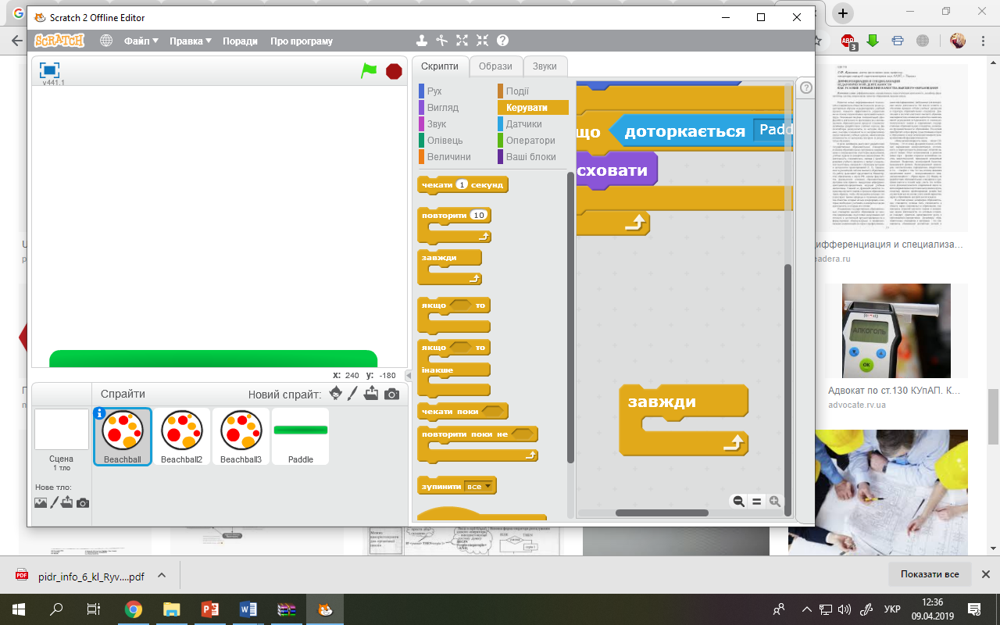 Scratch 2 Offline Editor
SCRATCH
Файл
Правка
Поради
Про програму
3
v441.1
Скрипти
Образи
Звуки
Рух
Події
Вигляд
Керувати
Звук
Датчики
Олівець
Оператори
Величини
Ваші блоки
чекати 1 секунд
повторити 10
завжди
якщо то
якщо то
інакше
чекати поки
повторити поки не
зупинити все
що доторкається Padd
сховати
завжди
x: 240 y: -180
Спрайти
Новий спрайт:
Сцена
1 тло
Нове тло:
Beachball
Beachball2
Beachball3
Paddle
дифференциация и специализа...
eadera.ru
АЛКОГОЛЬ
OK
Адвокат по ст.130 КУпАП. К...
advocate.rv.ua
PDF
pidr_info_6_kl_Ryv....pdf
Показати все
УКР
12:36
09.04.2019